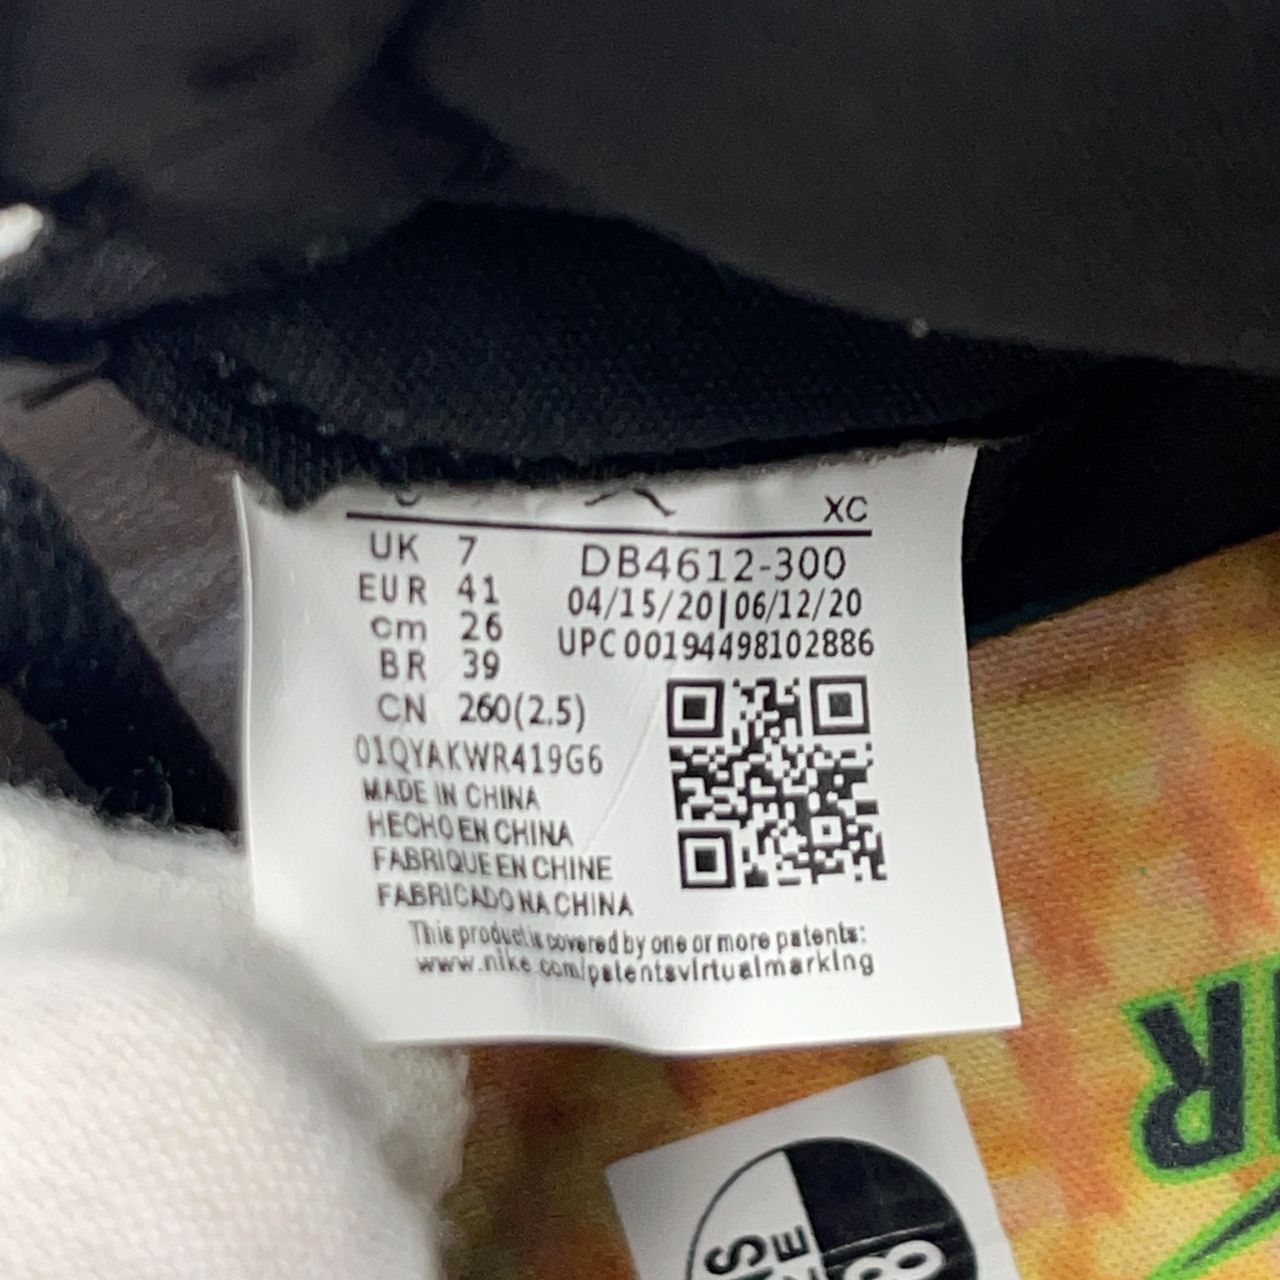 XC
UK 7
EUR 41
cm 26
BR 39
CN 260(2.5)
DB4612-300
04/15/20|06/12/20
UPC 00194498102886
01QYAKWR419G6
MADE IN CHINA
HECHO EN CHINA
FABRIQUE EN CHINE
FABRICADO NA CHINA
This product is covered by one or more patents:
www.nike.com/patentsvirtualmarking
8